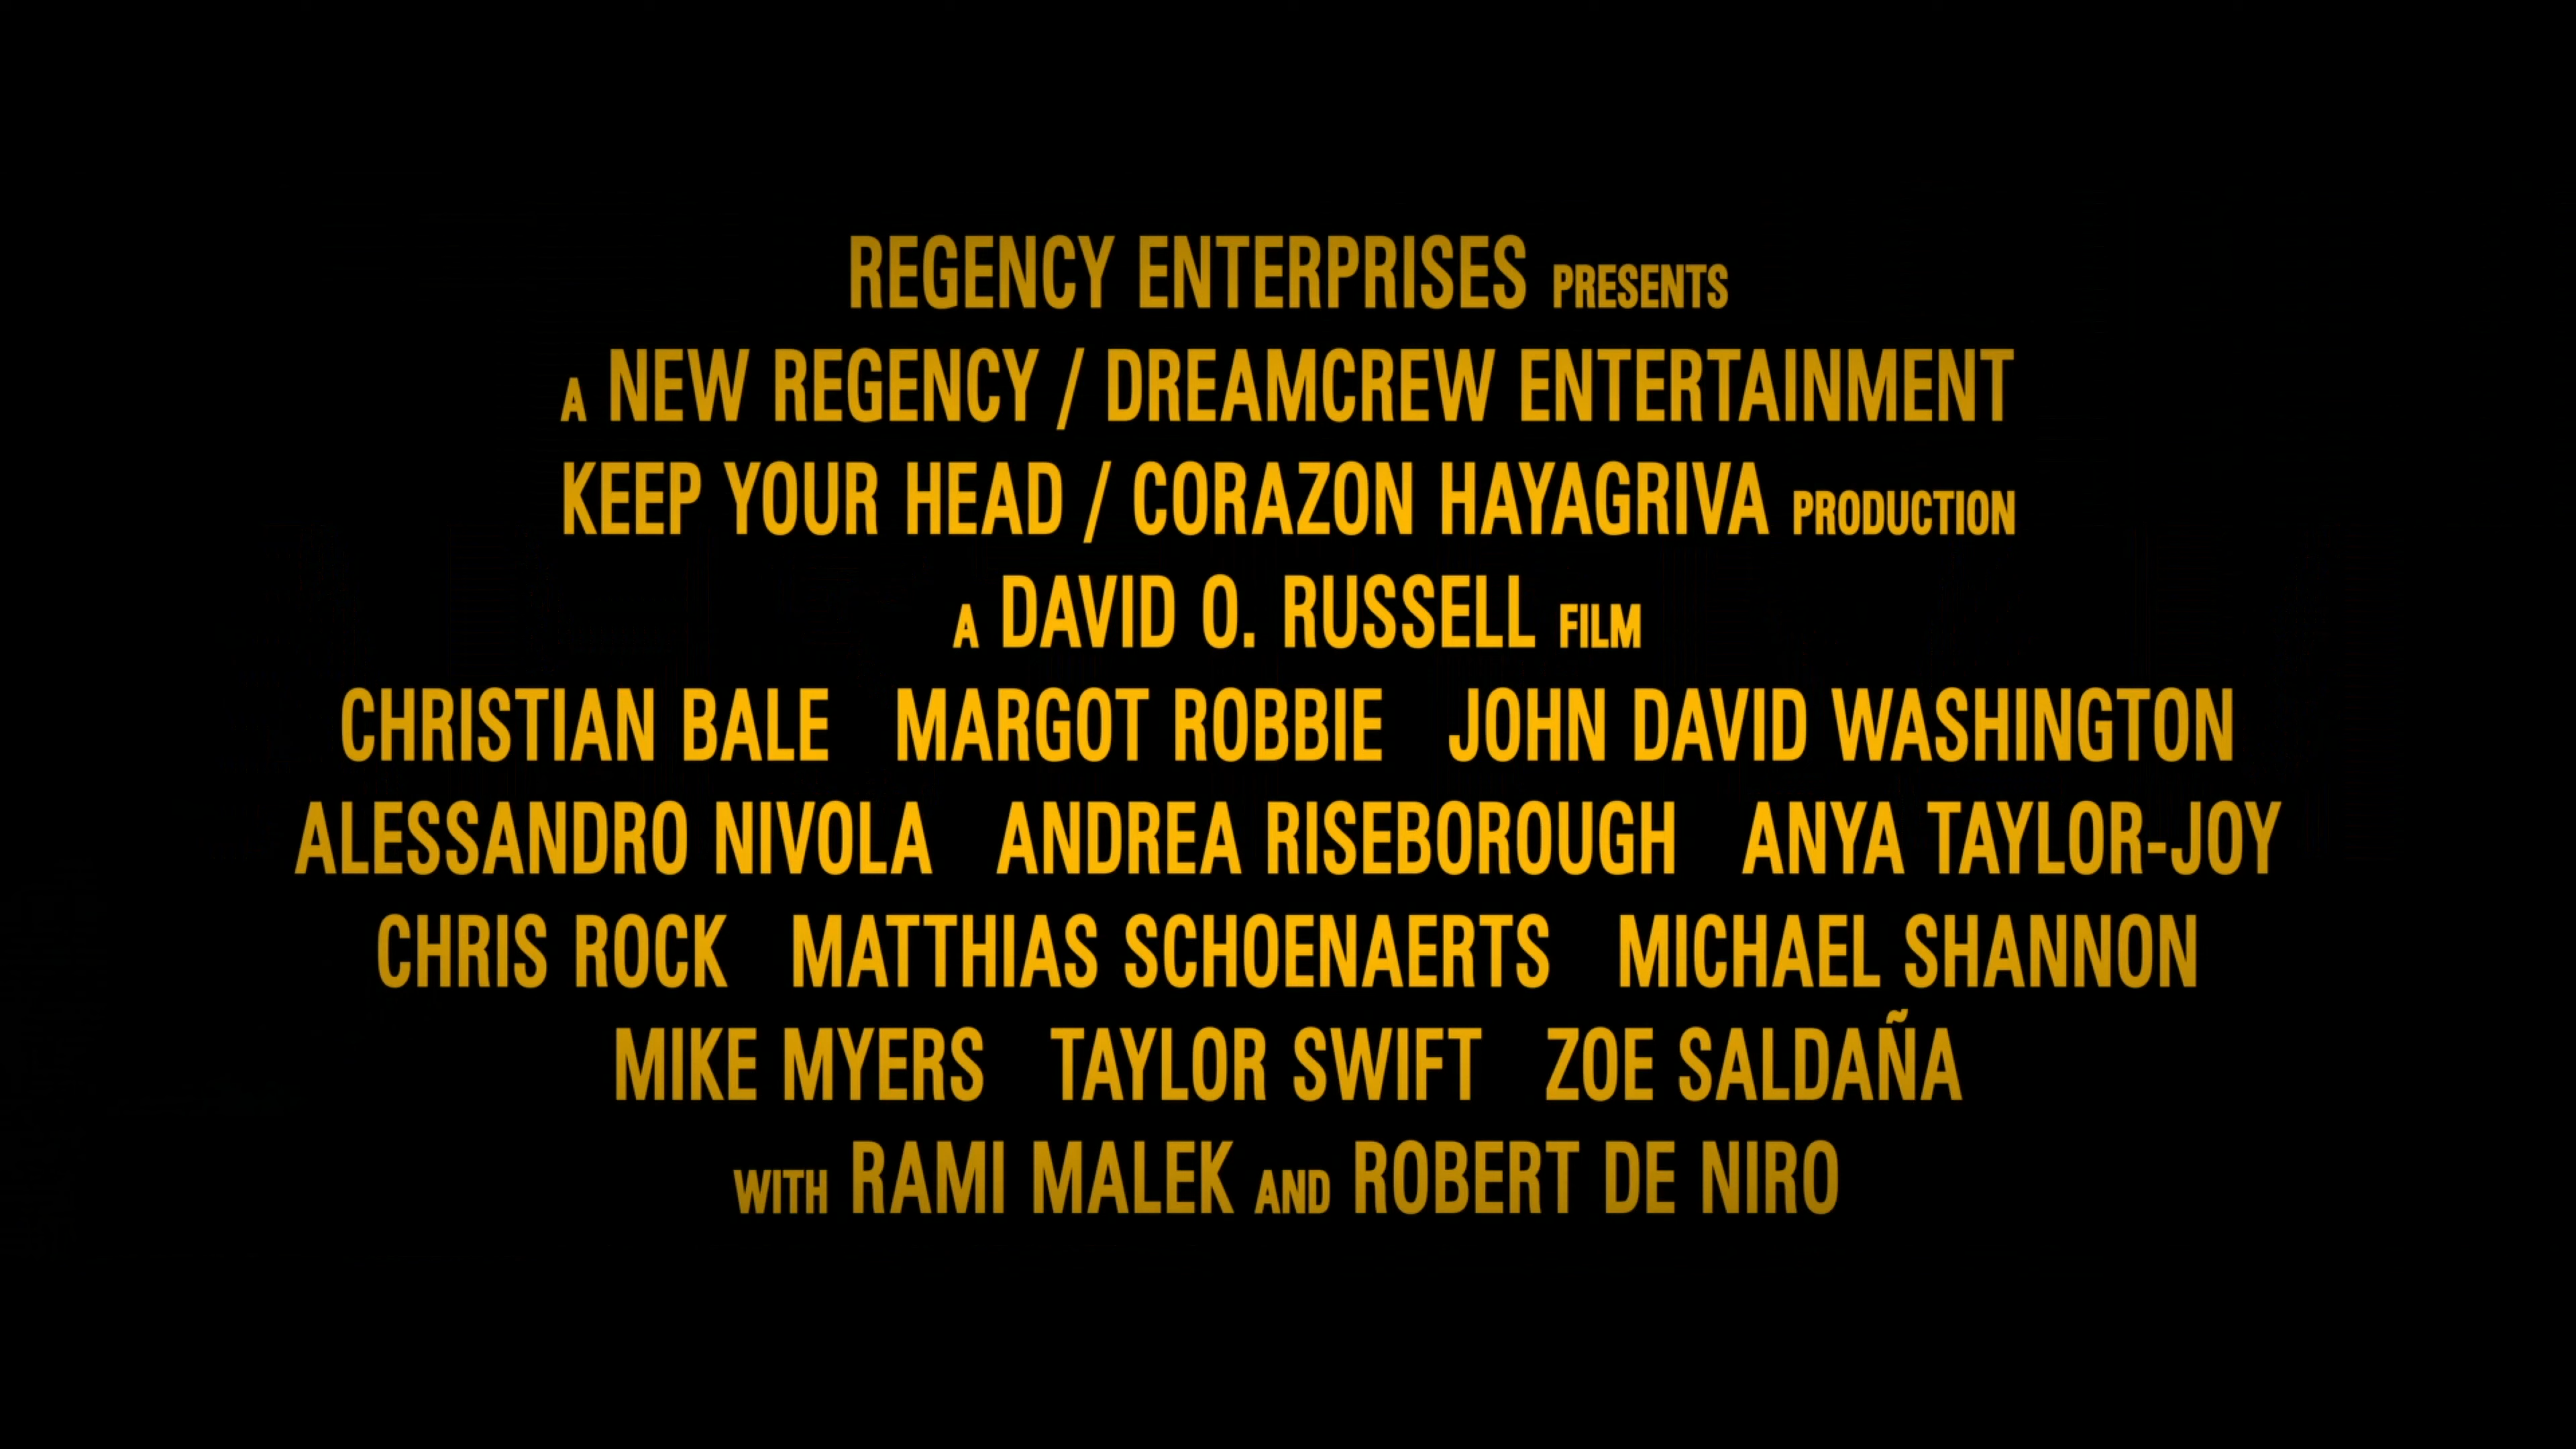 REGENCY ENTERPRISES PRESENTS
A NEW REGENCY / DREAMCREW ENTERTAINMENT
KEEP YOUR HEAD / CORAZON HAYAGRIVA PRODUCTION
A DAVID O. RUSSELL FILM
CHRISTIAN BALE MARGOT ROBBIE JOHN DAVID WASHINGTON
ALESSANDRO NIVOLA ANDREA RISEBOROUGH ANYA TAYLOR-JOY
CHRIS ROCK MATTHIAS SCHOENAERTS MICHAEL SHANNON
MIKE MYERS TAYLOR SWIFT ZOE SALDAÑA
WITH RAMI MALEK AND ROBERT DE NIRO